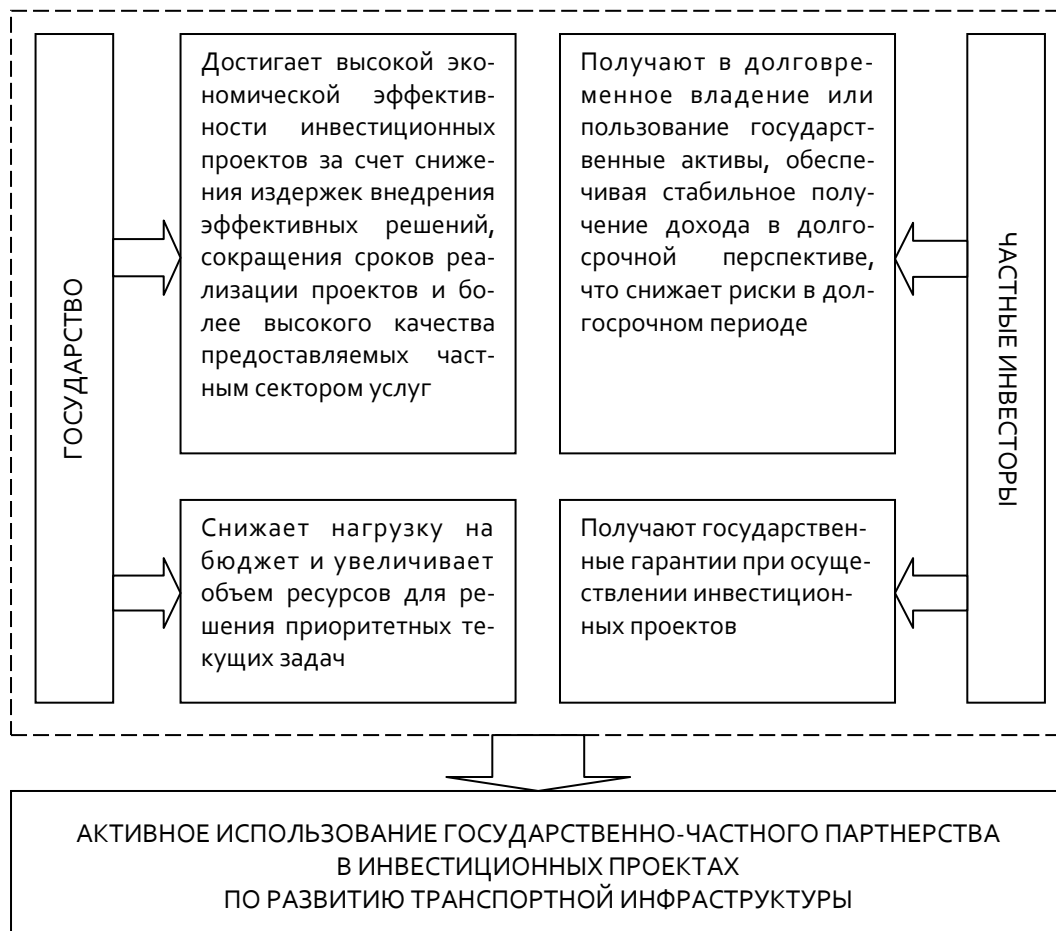 ГОСУДАРСТВО
Достигает высокой эко-
номической эффектив-
ности инвестиционных
проектов за счет сниже-
ния издержек внедрения
эффективных решений,
сокращения сроков реа-
лизации проектов и бо-
лее высокого качества
предоставляемых част-
ным сектором услуг
Снижает нагрузку на
бюджет и увеличивает
объем ресурсов для ре-
шения приоритетных те-
кущих задач
Получают в долговре-
менное владение или
пользование государст-
венные активы, обеспе-
чивая стабильное полу-
чение дохода в долго-
срочной перспективе,
что снижает риски в дол-
госрочном периоде
Получают государствен-
ные гарантии при осуще-
ствлении инвестицион-
ных проектов
ЧАСТНЫЕ ИНВЕСТОРЫ
АКТИВНОЕ ИСПОЛЬЗОВАНИЕ ГОСУДАРСТВЕННО-ЧАСТНОГО ПАРТНЕРСТВА
В ИНВЕСТИЦИОННЫХ ПРОЕКТАХ
ПО РАЗВИТИЮ ТРАНСПОРТНОЙ ИНФРАСТРУКТУРЫ